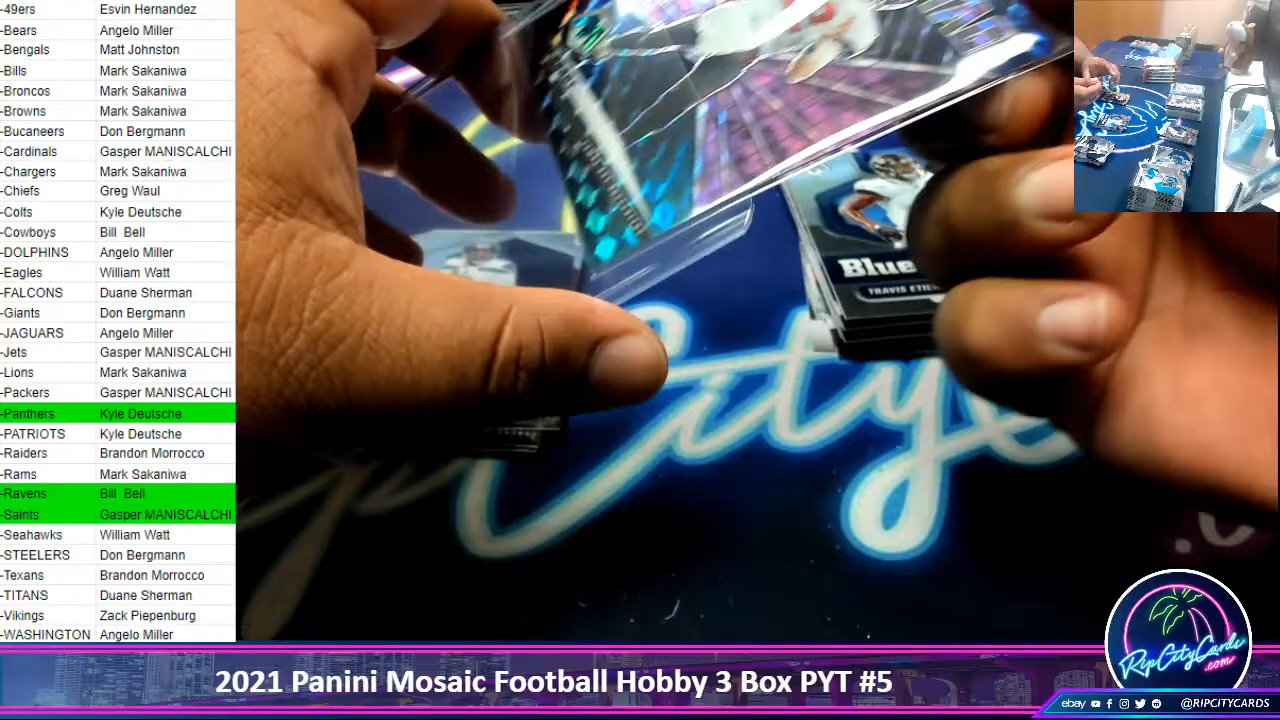 -49ers Esvin Hernandez
-Bears Angelo Miller
-Bengals Matt Johnston
-Bills Mark Sakaniwa
-Broncos Mark Sakaniwa
-Browns Mark Sakaniwa
-Bucaneers Don Bergmann
-Cardinals Gasper MANISCALCHI
-Chargers Mark Sakaniwa
-Chiefs Greg Waul
-Colts Kyle Deutsche
-Cowboys Bill Bell
-DOLPHINS Angelo Miller
-Eagles William Watt
-FALCONS Duane Sherman
-Giants Don Bergmann
-JAGUARS Angelo Miller
-Jets Gasper MANISCALCHI
-Lions Mark Sakaniwa
-Packers Gasper MANISCALCHI
-Panthers Kyle Deutsche
-PATRIOTS Kyle Deutsche
-Raiders Brandon Morrocco
-Rams Mark Sakaniwa
-Ravens Bill Bell
-Saints Gasper MANISCALCHI
-Seahawks William Watt
-STEELERS Don Bergmann
-Texans Brandon Morrocco
-TITANS Duane Sherman
-Vikings Zack Piepenburg
-WASHINGTON Angelo Miller
Blue
TRAVIS ETIE
City
RipCityCards
.com
2021 Panini Mosaic Football Hobby 3 Box PYT #5
ebay @RIPCITYCARDS